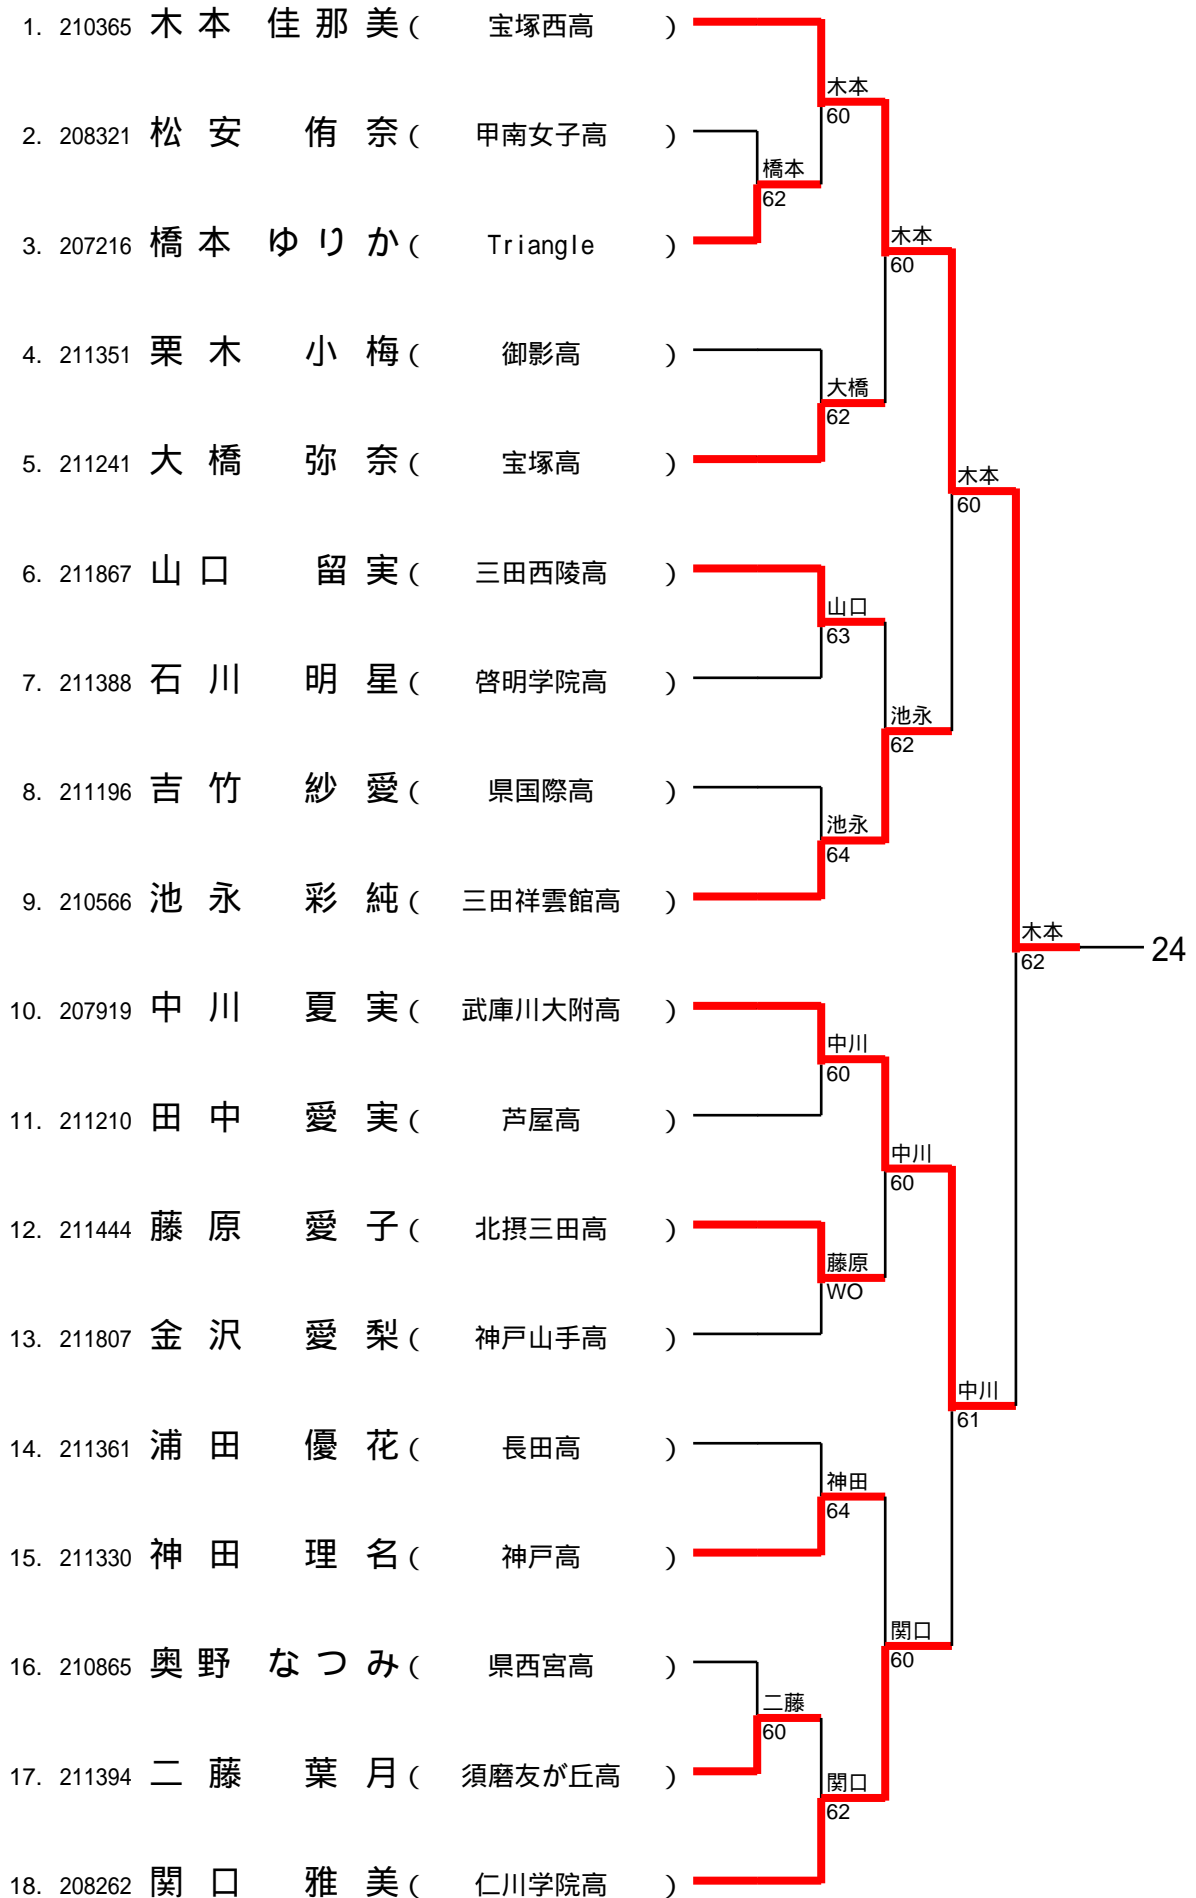 1. 210365 木本 佳那美 ( 宝塚西高 )
木本
60
2. 208321 松安 侑奈 ( 甲南女子高 )
橋本
62
3. 207216 橋本 ゆりか ( Triangle )
木本
60
4. 211351 栗木 小梅 ( 御影高 )
大橋
62
5. 211241 大橋 弥奈 ( 宝塚高 )
木本
60
6. 211867 山口 留実 ( 三田西陵高 )
山口
63
7. 211388 石川 明星 ( 啓明学院高 )
池永
62
8. 211196 吉竹 紗愛 ( 県国際高 )
池永
64
9. 210566 池永 彩純 ( 三田祥雲館高 )
木本
62
24
10. 207919 中川 夏実 ( 武庫川大附高 )
中川
60
11. 211210 田中 愛実 ( 芦屋高 )
中川
60
12. 211444 藤原 愛子 ( 北摂三田高 )
藤原
WO
13. 211807 金沢 愛梨 ( 神戸山手高 )
中川
61
14. 211361 浦田 優花 ( 長田高 )
神田
64
15. 211330 神田 理名 ( 神戸高 )
関口
60
16. 210865 奥野 なつみ ( 県西宮高 )
二藤
60
17. 211394 二藤 葉月 ( 須磨友が丘高 )
関口
62
18. 208262 関口 雅美 ( 仁川学院高 )